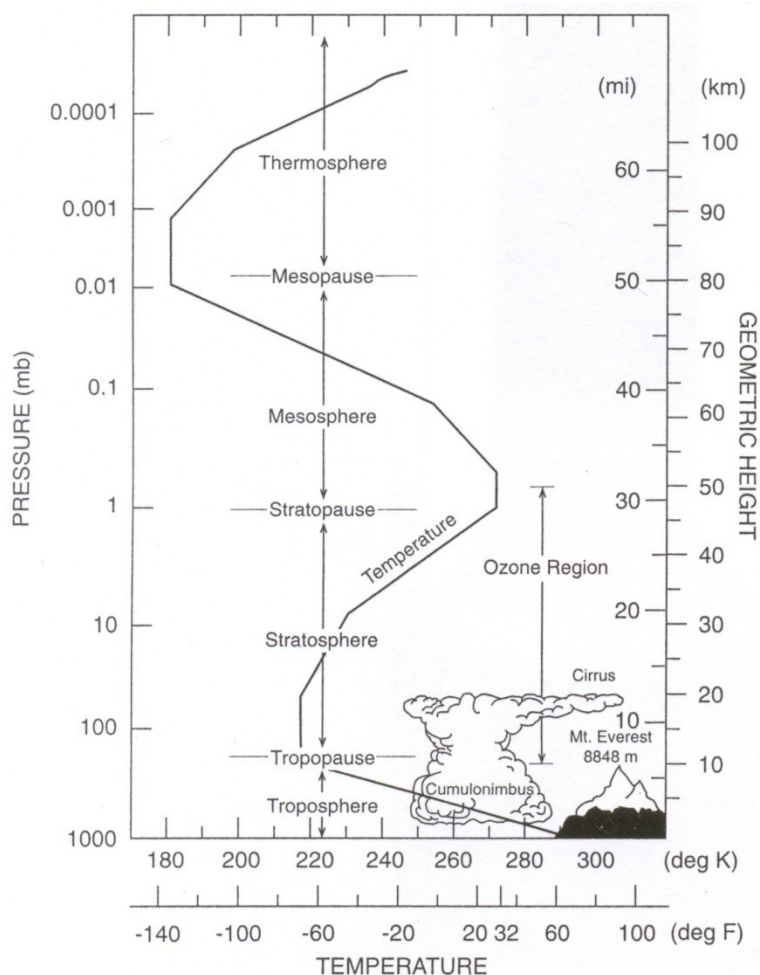 (mi) (km)
0.0001
100
Thermosphere
60
0.001
90
Mesopause
50
80
0.01
70
0.1
40
Mesosphere
60
PRESSURE (mb)
GEOMETRIC HEIGHT
50
1
Stratopause
30
Temperature
40
Ozone Region
20
30
10
Stratosphere
Cirrus
20
100
10
Mt. Everest
8848 m
Tropopause
10
Cumulonimbus
Troposphere
1000
180 200 220 240 260 280 300 (deg K)
-140 -100 -60 -20 20 32 60 100 (deg F)
TEMPERATURE